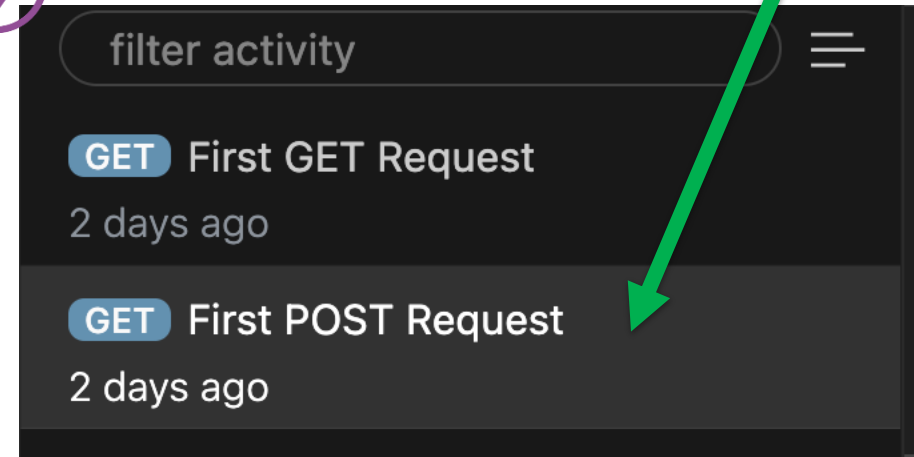 filter activity
GET First GET Request
2 days ago
GET First POST Request
2 days ago